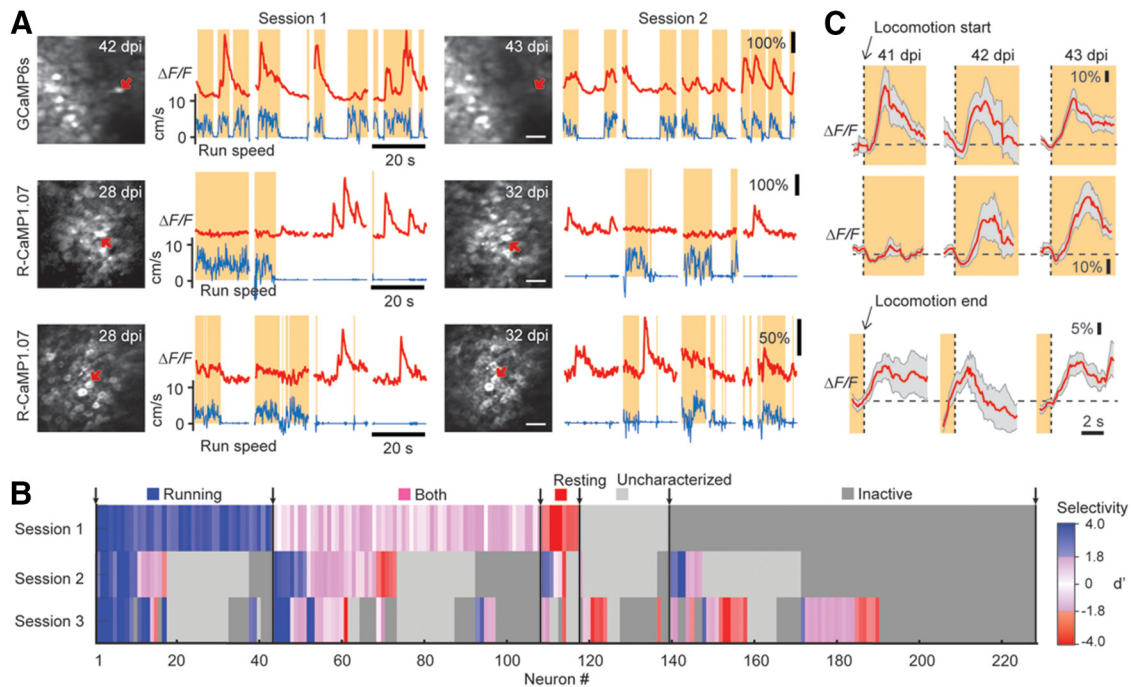 A
Session 1
Session 2
GCaMP6s
42 dpi
ΔF/F
10
0
cm/s
Run speed
20 s
43 dpi
100%
R-CaMP1.07
28 dpi
ΔF/F
10
0
cm/s
Run speed
20 s
32 dpi
100%
R-CaMP1.07
28 dpi
ΔF/F
10
0
cm/s
Run speed
20 s
32 dpi
50%
C
Locomotion start
41 dpi
42 dpi
43 dpi
10%
ΔF/F
ΔF/F
10%
Locomotion end
5%
ΔF/F
2 s
B
Running
Both
Resting
Uncharacterized
Inactive
Session 1
Session 2
Session 3
1 20 40 60 80 100 120 140 160 180 200 220
Neuron #
Selectivity
4.0
1.8
d'
-1.8
-4.0